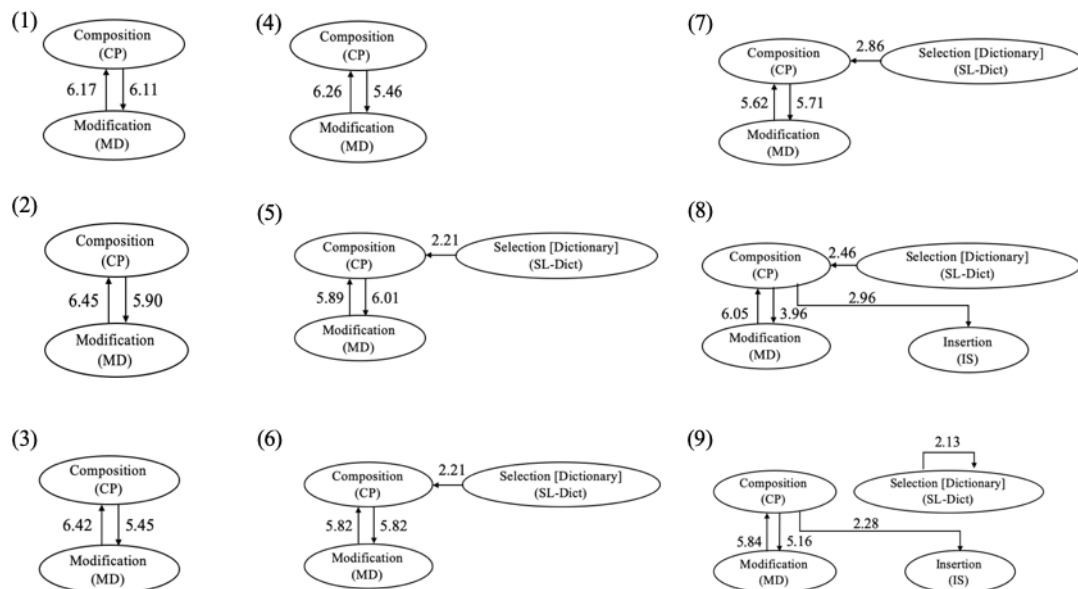 (1)
Composition
(CP)
6.17 6.11
Modification
(MD)
(4)
Composition
(CP)
6.26 5.46
Modification
(MD)
(7)
Composition
(CP)
2.86
Selection [Dictionary]
(SL-Dict)
5.62 5.71
Modification
(MD)
(2)
Composition
(CP)
6.45 5.90
Modification
(MD)
(5)
Composition
(CP)
2.21
Selection [Dictionary]
(SL-Dict)
5.89 6.01
Modification
(MD)
(8)
Composition
(CP)
2.46
Selection [Dictionary]
(SL-Dict)
2.96
6.05 3.96
Modification
(MD)
Insertion
(IS)
(3)
Composition
(CP)
6.42 5.45
Modification
(MD)
(6)
Composition
(CP)
2.21
Selection [Dictionary]
(SL-Dict)
5.82 5.82
Modification
(MD)
(9)
2.13
Composition
(CP)
Selection [Dictionary]
(SL-Dict)
2.28
5.84 5.16
Modification
(MD)
Insertion
(IS)